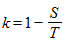 k = 1 − S/T